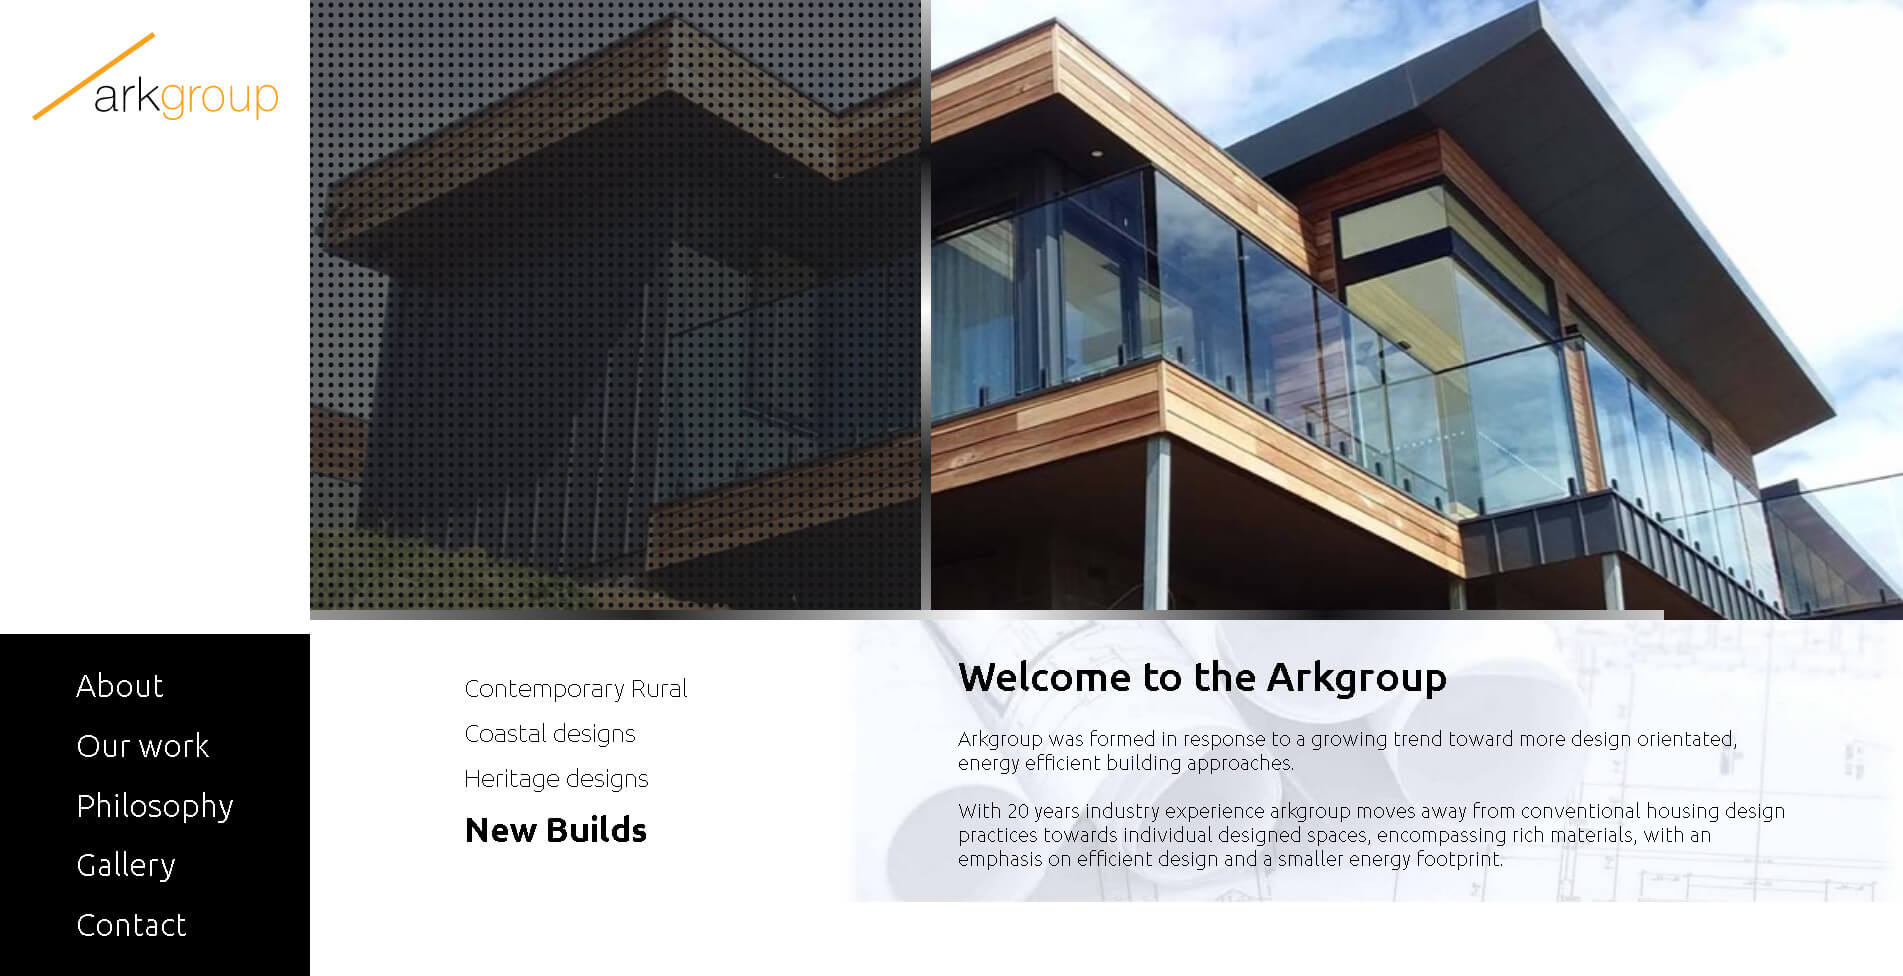 arkgroup
About
Our work
Philosophy
Gallery
Contact
Contemporary Rural
Coastal designs
Heritage designs
New Builds
Welcome to the Arkgroup
Arkgroup was formed in response to a growing trend toward more design orientated,
energy efficient building approaches.
With 20 years industry experience arkgroup moves away from conventional housing design
practices towards individual designed spaces, encompassing rich materials, with an
emphasis on efficient design and a smaller energy footprint.